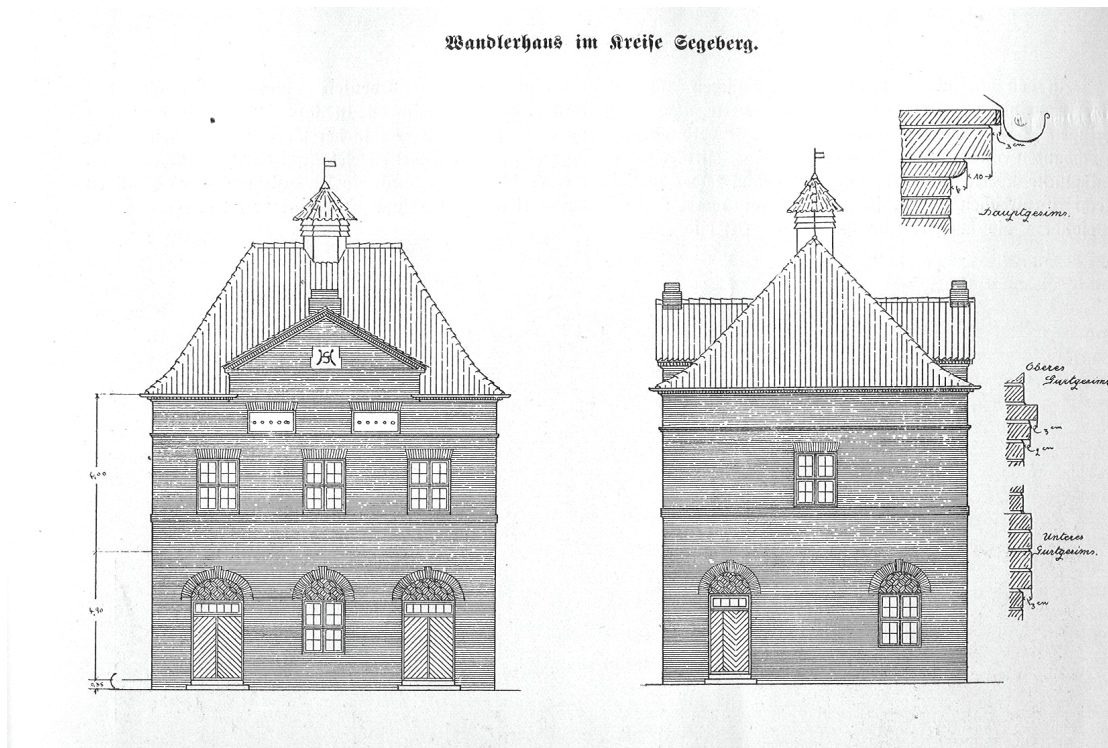 Wandlerhaus im Kreise Segeberg.
3 cm
10
4
Hauptgesims.
Oberes
Gurtgesims
3 cm
2 cm
Unteres
Gurtgesims.
3 cm
6,00
4,90
0,35